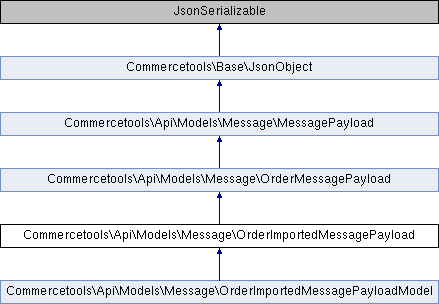 JsonSerializable
Commercetools\Base\JsonObject
Commercetools\Api\Models\Message\MessagePayload
Commercetools\Api\Models\Message\OrderMessagePayload
Commercetools\Api\Models\Message\OrderImportedMessagePayload
Commercetools\Api\Models\Message\OrderImportedMessagePayloadModel